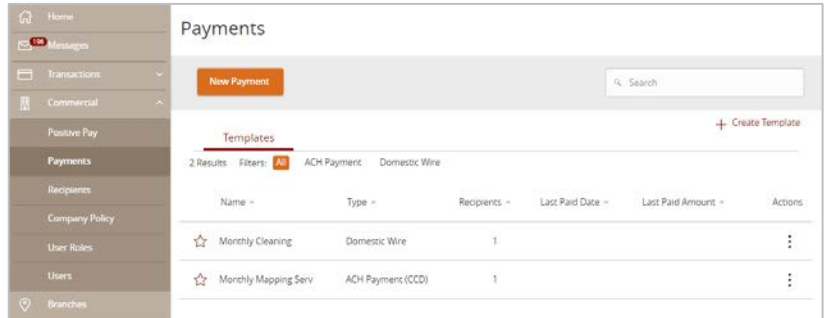 Home
196 Messages
Transactions
Commercial
Positive Pay
Payments
Recipients
Company Policy
User Roles
Users
Branches
Payments
New Payment
Search
+ Create Template
Templates
2 Results Filters: All ACH Payment Domestic Wire
Name Type Recipients Last Paid Date Last Paid Amount Actions
Monthly Cleaning Domestic Wire 1
Monthly Mapping Serv ACH Payment (CCD) 1